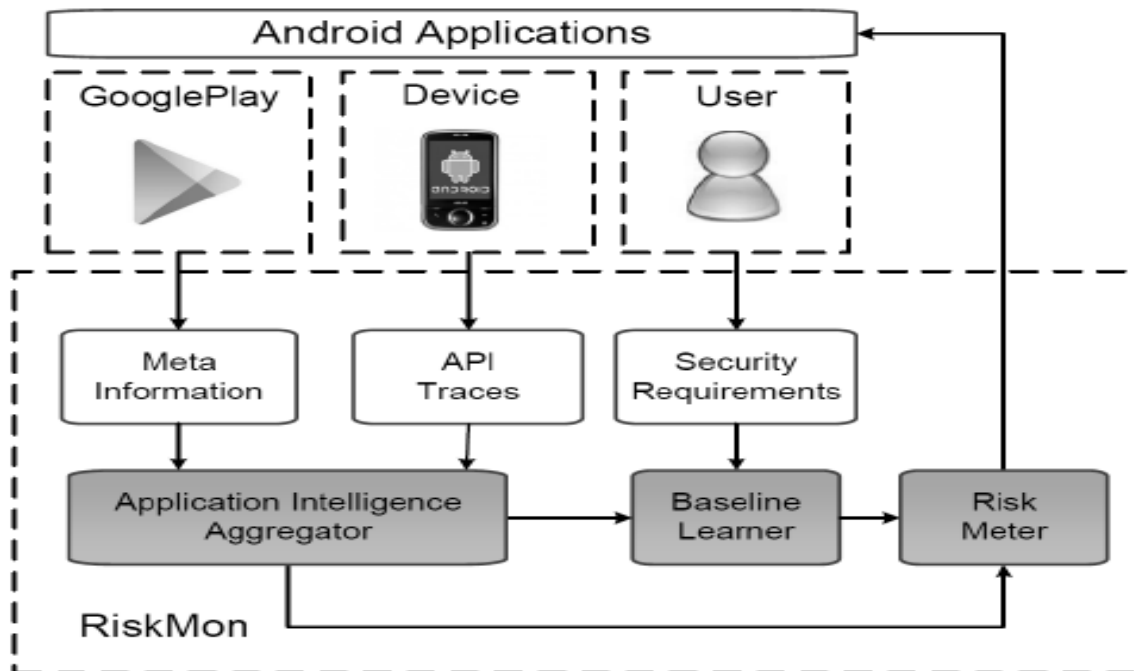 Android Applications
GooglePlay
Device
User
ANDROID
Meta
Information
API
Traces
Security
Requirements
Application Intelligence
Aggregator
Baseline
Learner
Risk
Meter
RiskMon